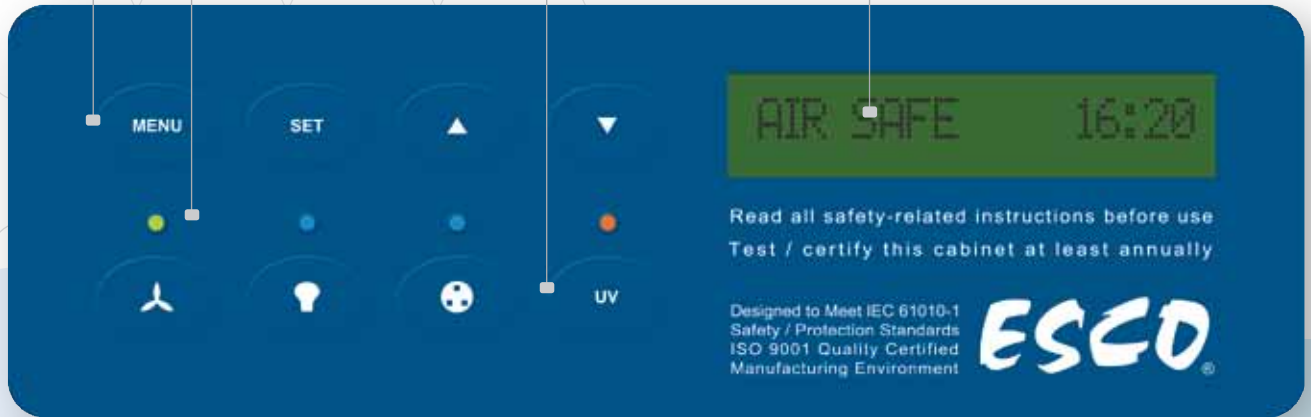 MENU SET ▲ ▼
UV
AIR SAFE 16:20
Read all safety-related instructions before use
Test / certify this cabinet at least annually
Designed to Meet IEC 61010-1
Safety / Protection Standards
ISO 9001 Quality Certified
Manufacturing Environment
ESCO®